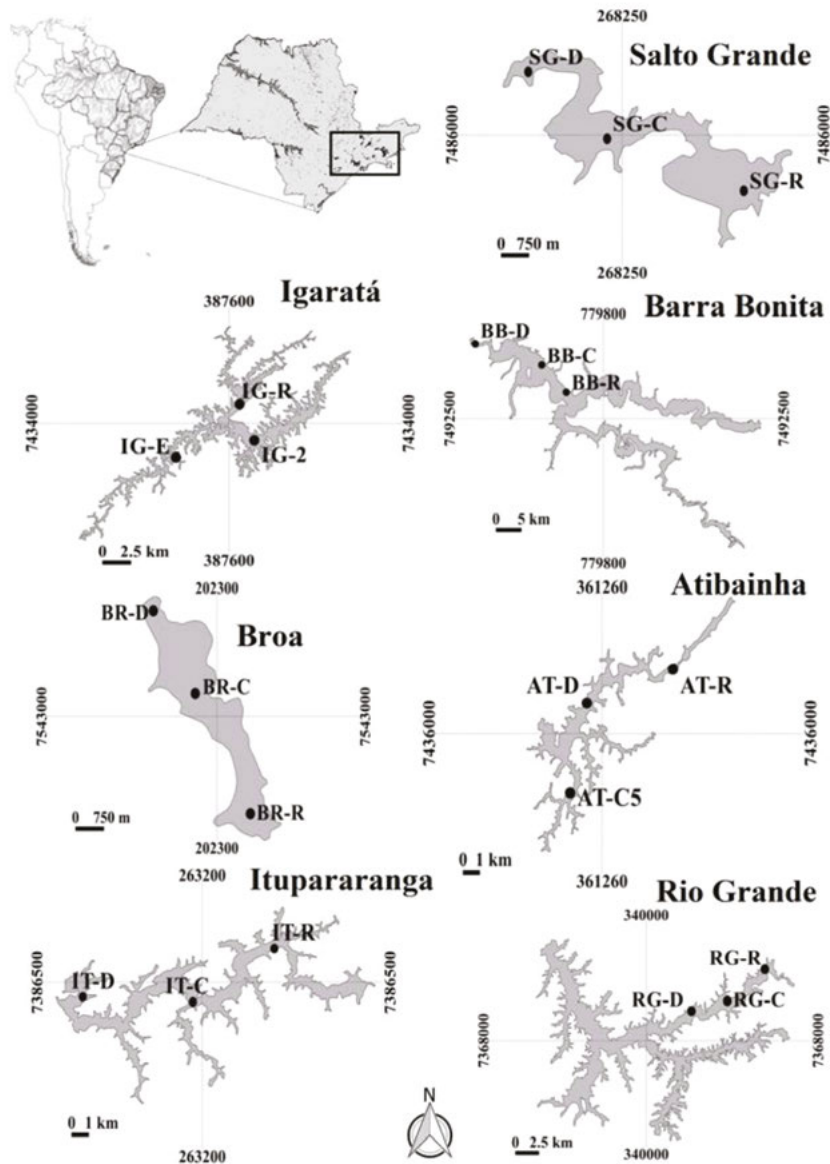 268250
Salto Grande
SG-D
SG-C
SG-R
7486000
7486000
0 750 m
268250
Igaratá
387600
IG-R
IG-E
IG-2
7434000
7434000
0 2.5 km
387600
Barra Bonita
779800
BB-D
BB-C
BB-R
7492500
7492500
0 5 km
779800
Broa
202300
BR-D
BR-C
BR-R
7543000
7543000
0 750 m
202300
Atibainha
361260
AT-D
AT-R
AT-C5
7436000
7436000
0 1 km
361260
Itupararanga
263200
IT-R
IT-D
IT-C
7386500
7386500
0 1 km
263200
Rio Grande
340000
RG-R
RG-D
RG-C
7368000
7368000
0 2.5 km
340000
N